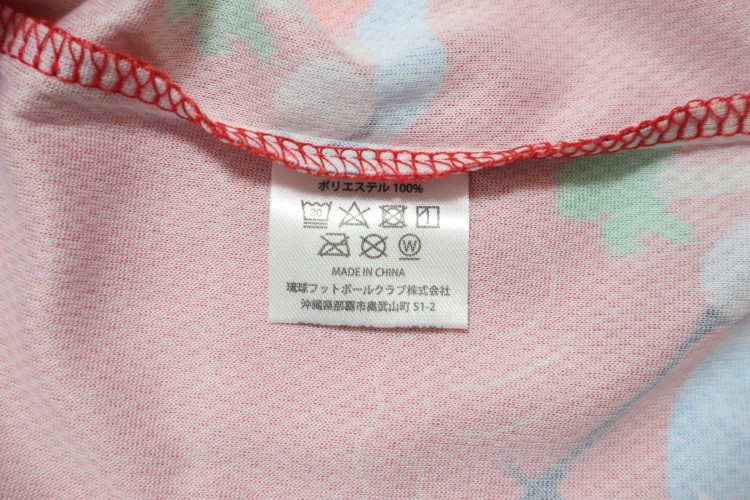 ポリエステル 100%
30
W
MADE IN CHINA
琉球フットボールクラブ株式会社
沖縄県那覇市奥武山町 51-2